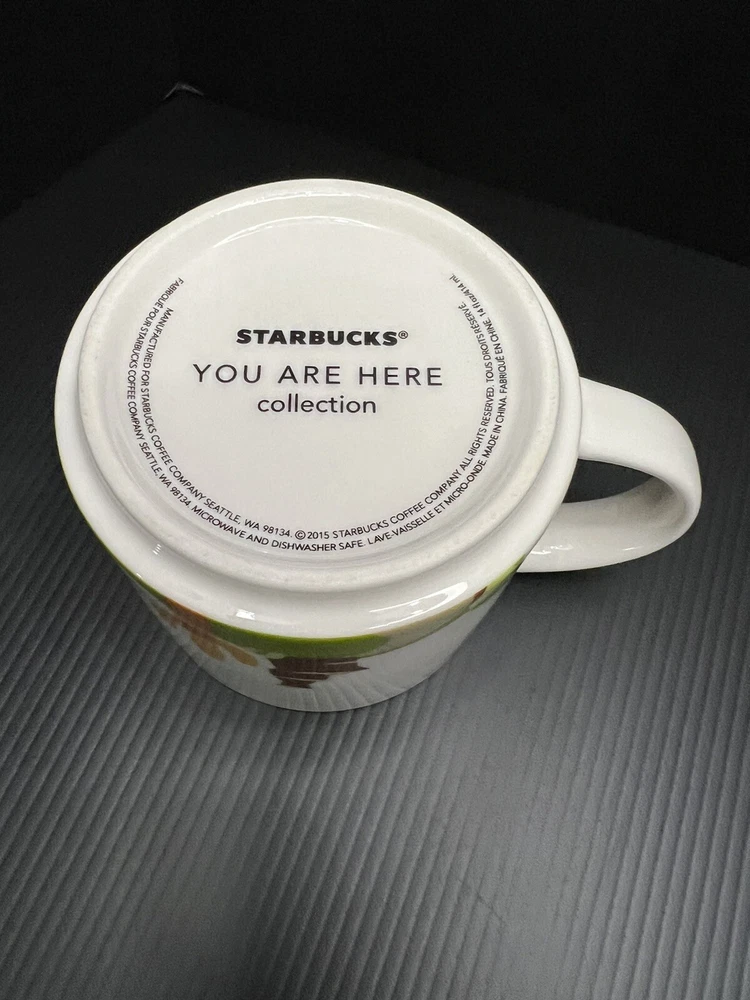 STARBUCKS®
YOU ARE HERE
collection
MANUFACTURED FOR STARBUCKS COFFEE COMPANY SEATTLE, WA 98134. ©2015 STARBUCKS COFFEE COMPANY ALL RIGHTS RESERVED. TOUS DROITS RÉSERVÉ.
FABRIQUÉ POUR STARBUCKS COFFEE COMPANY SEATTLE, WA 98134. MICROWAVE AND DISHWASHER SAFE. LAVE-VAISSELLE ET MICRO-ONDE. MADE IN CHINA. FABRIQUÉ EN CHINE. 14 fl oz/414 mL